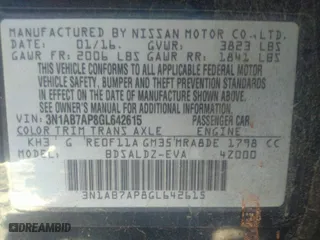 MANUFACTURED BY NISSAN MOTOR CO.,LTD.
DATE: 01/16. GVWR: 3823 LBS
GAWR FR: 2006 LBS GAWR RR: 1841 LBS
THIS VEHICLE CONFORMS TO ALL
APPLICABLE FEDERAL MOTOR VEHICLE
SAFETY, BUMPER AND THEFT PREVENTION STANDARDS
IN EFFECT ON THE DATE OF MANUFACTURE SHOWN ABOVE.
SEE OWNER'S MANUAL FOR ADDITIONAL INFORMATION.
VIN: 3N1AB7AP8GL642615 PASSENGER CAR
COLOR TRIM TRANS AXLE ENGINE
KH3 G RE0F11A GM35 MRA8DE 1798 CC
MODEL BDSALDZ-EVA 4Z000
3N1AB7AP8GL642615